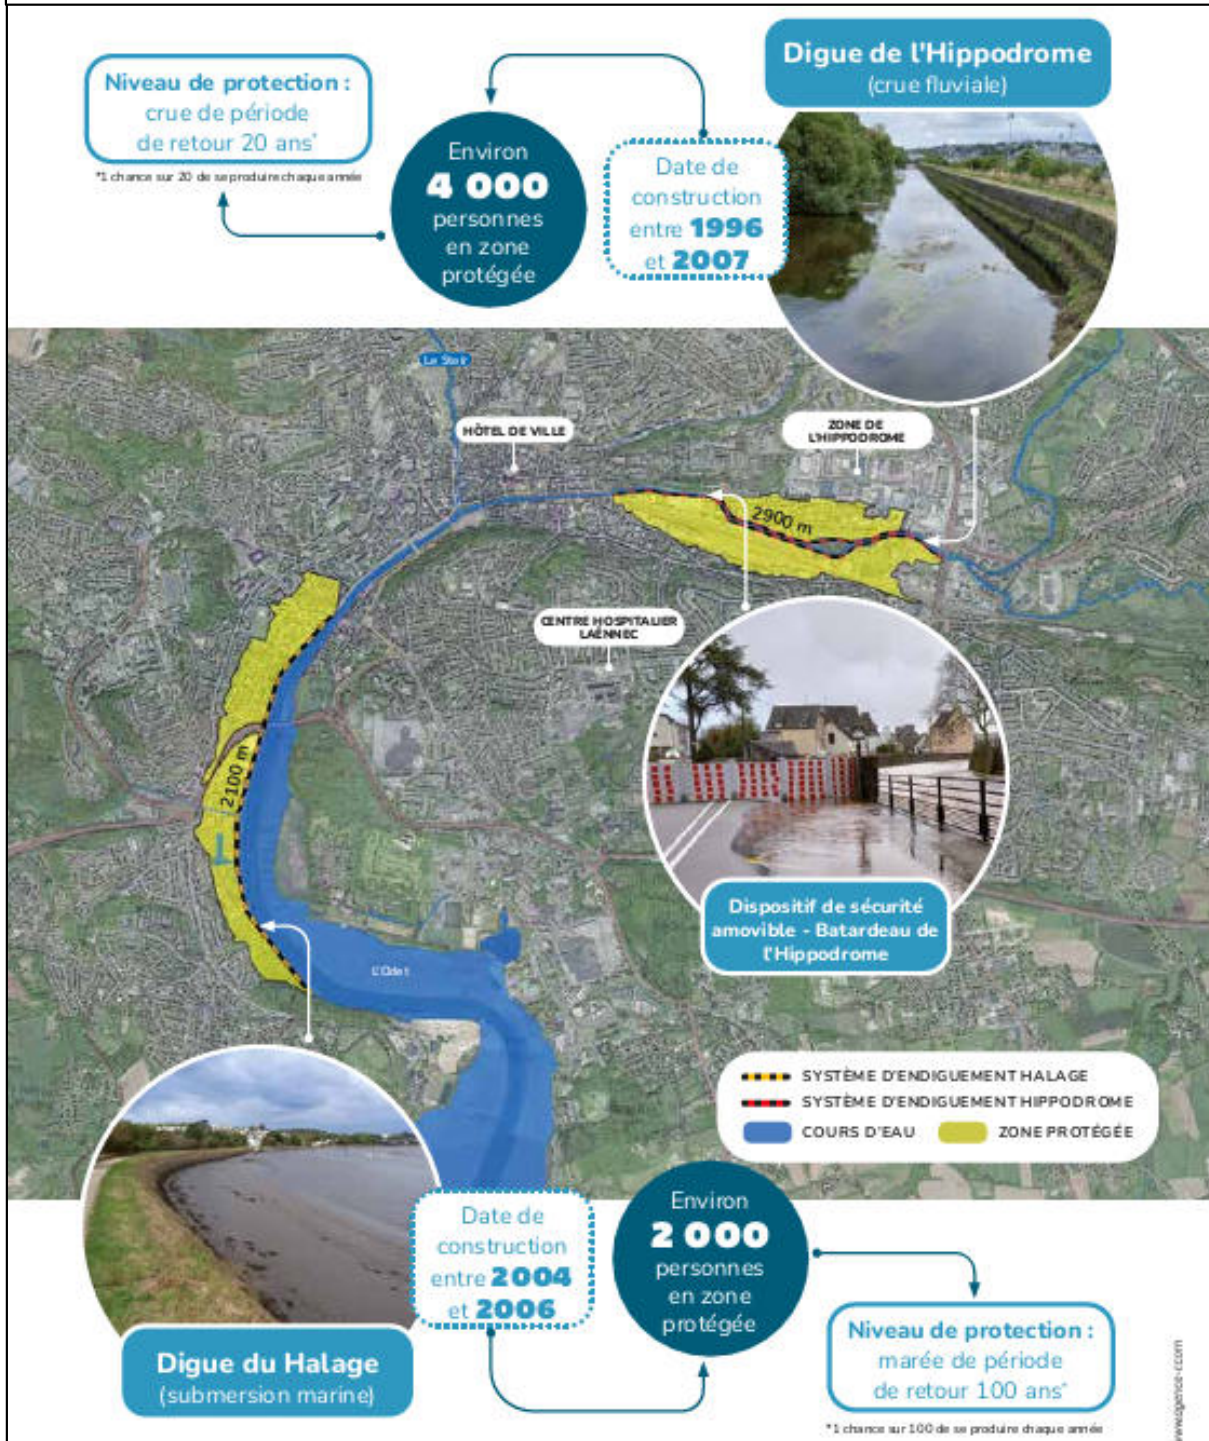 Digue de l'Hippodrome
(crue fluviale)
Niveau de protection :
crue de période
de retour 20 ans*
*1 chance sur 20 de se produire chaque année
Environ
4 000
personnes
en zone
protégée
Date de
construction
entre 1996
et 2007
Le Steïr
HÔTEL DE VILLE
ZONE DE
L'HIPPODROME
2900 m
CENTRE HOSPITALIER
LAËNNEC
2100 m
Dispositif de sécurité
amovible - Batardeau de
l'Hippodrome
L'Odet
SYSTÈME D'ENDIGUEMENT HALAGE
SYSTÈME D'ENDIGUEMENT HIPPODROME
COURS D'EAU
ZONE PROTÉGÉE
Date de
construction
entre 2004
et 2006
Environ
2 000
personnes
en zone
protégée
Digue du Halage
(submersion marine)
Niveau de protection :
marée de période
de retour 100 ans*
*1 chance sur 100 de se produire chaque année